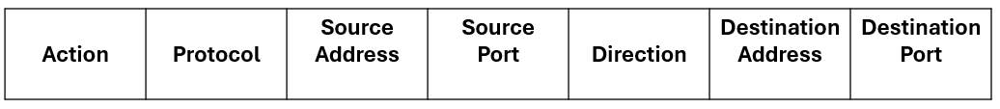 Action
Protocol
Source
Address
Source
Port
Direction
Destination
Address
Destination
Port